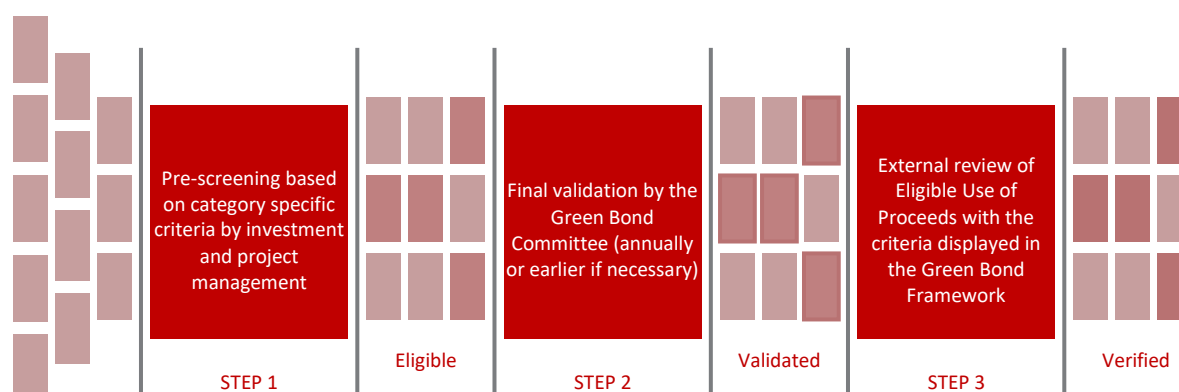 Pre-screening based
on category specific
criteria by investment
and project
management
STEP 1
Eligible
Final validation by the
Green Bond
Committee (annually
or earlier if necessary)
STEP 2
Validated
External review of
Eligible Use of
Proceeds with the
criteria displayed in
the Green Bond
Framework
STEP 3
Verified